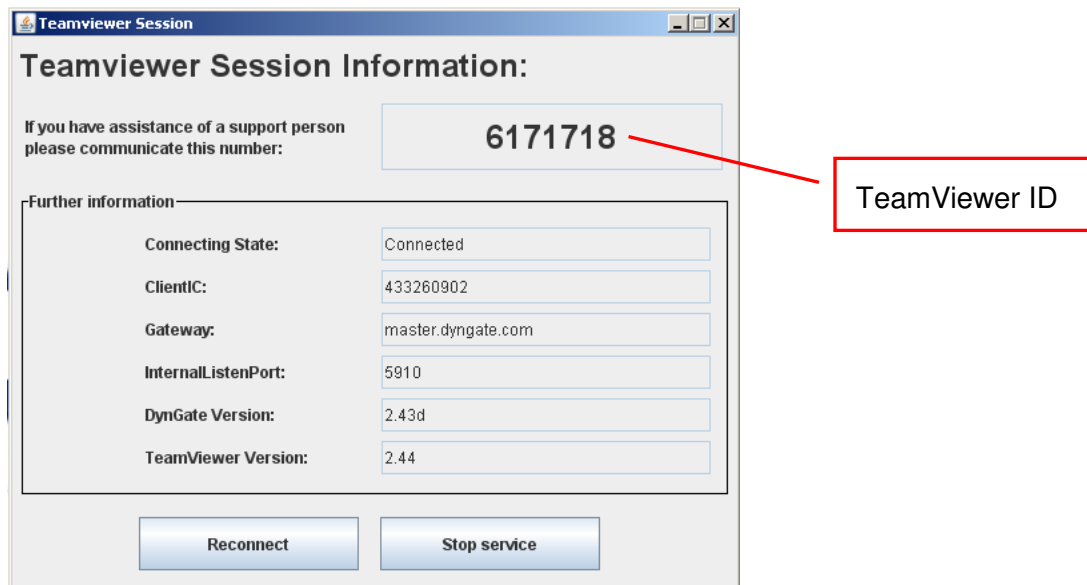 Teamviewer Session
Teamviewer Session Information:
If you have assistance of a support person
please communicate this number:
6171718
TeamViewer ID
Further information
Connecting State: Connected
ClientIC: 433260902
Gateway: master.dyngate.com
InternalListenPort: 5910
DynGate Version: 2.43d
TeamViewer Version: 2.44
Reconnect
Stop service